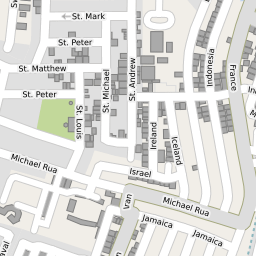 St. Mark
St. Peter
St. Matthew
St. Peter
St. Michael
St. Andrew
St. Louis
Indonesia
France
Ireland
Iceland
Israel
Michael Rua
Michael Rua
Jamaica
Jamaica